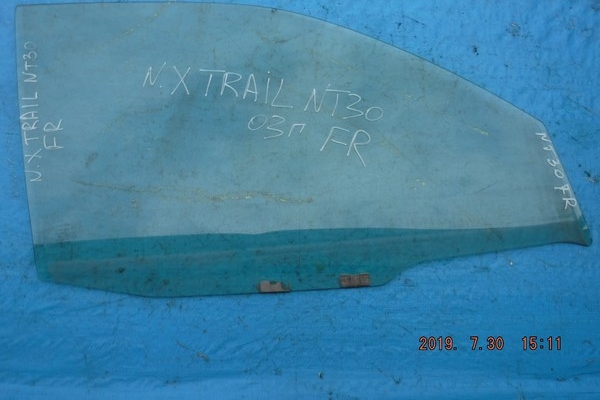 N.X TRAIL NT30
FR
N.X TRAIL NT30
03г FR
NT30 FR
2019. 7.30 15:11